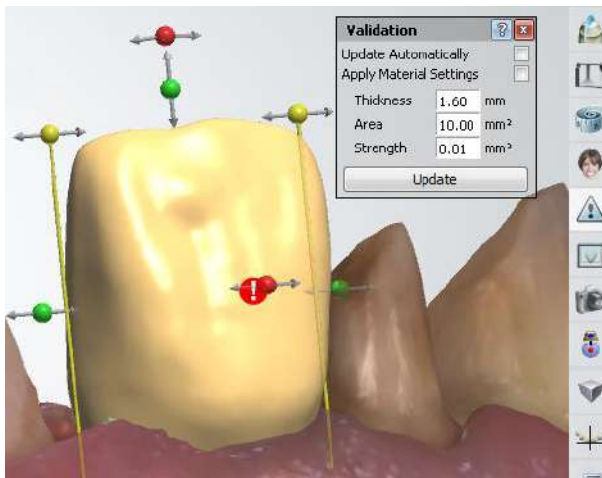 Validation ?
Update Automatically
Apply Material Settings
Thickness 1.60 mm
Area 10.00 mm²
Strength 0.01 mm³
Update
!